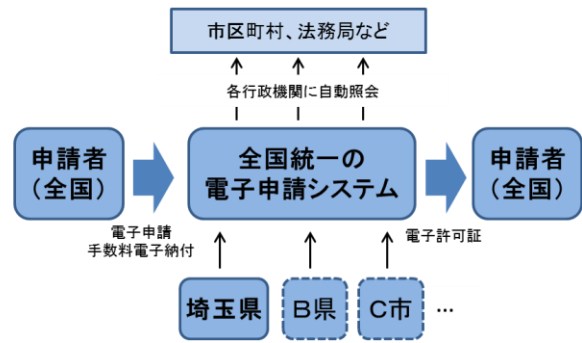 市区町村、法務局など
各行政機関に自動照会
申請者
（全国）
全国統一の
電子申請システム
申請者
（全国）
電子申請
手数料電子納付
電子許可証
埼玉県
B県
C市
…